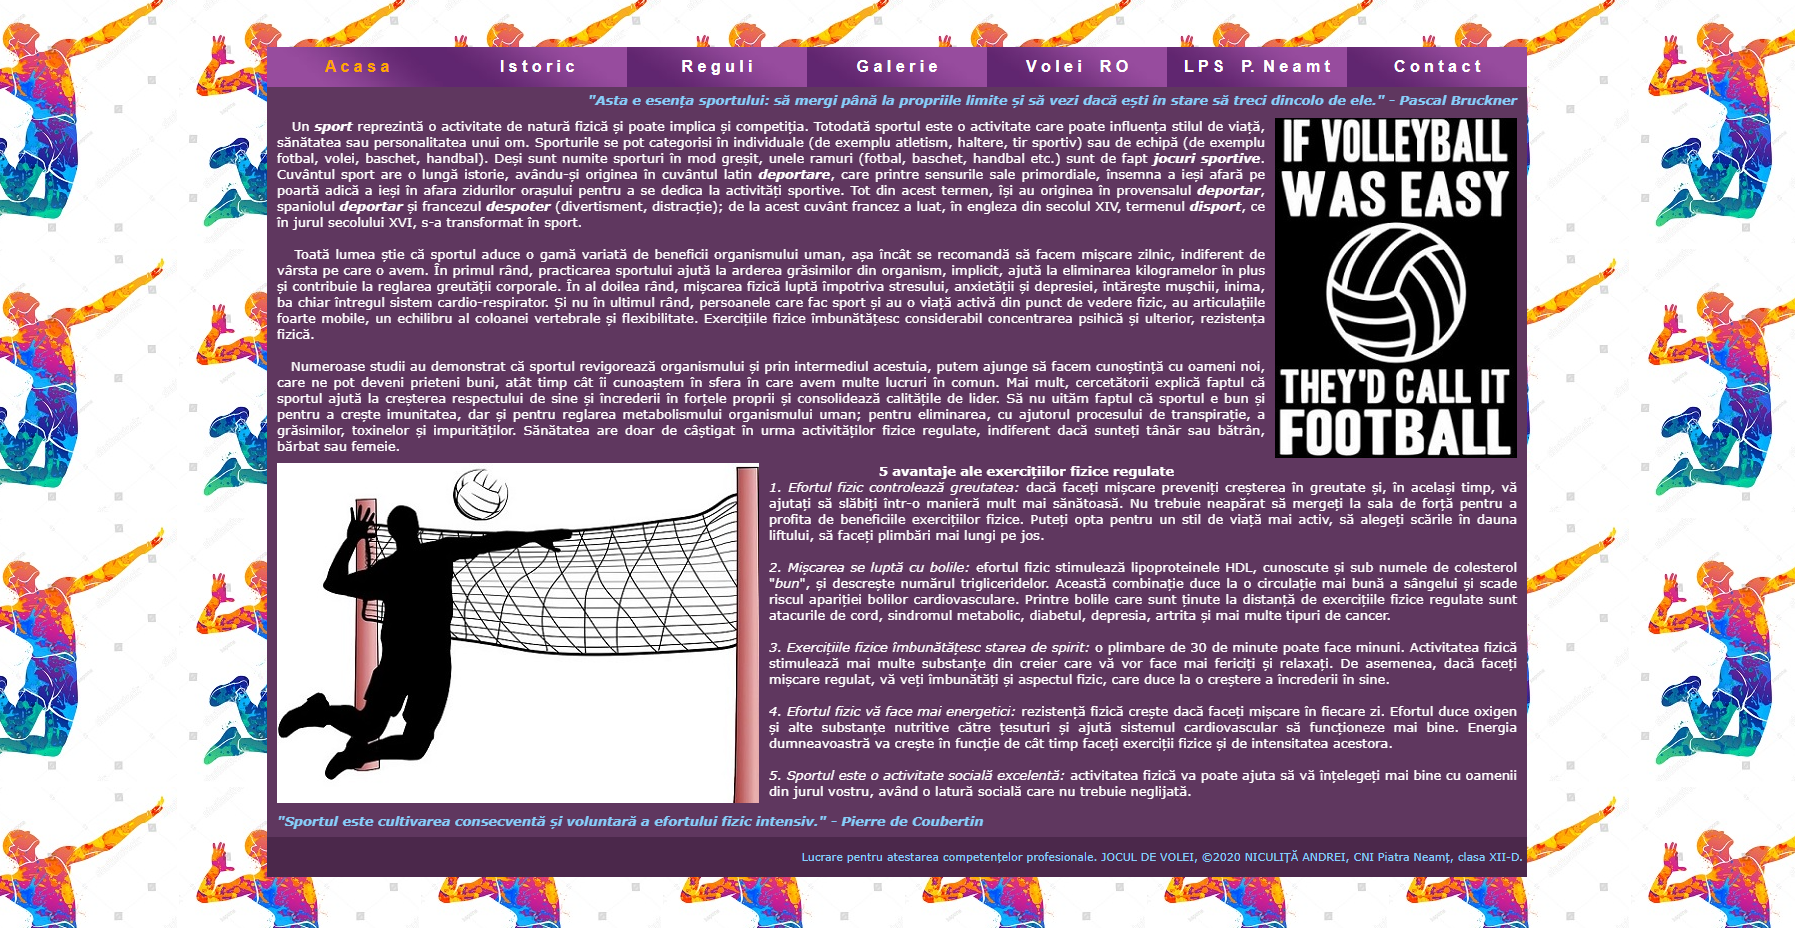 Acasa Istoric Reguli Galerie Volei RO LPS P. Neamt Contact
"Asta e esența sportului: să mergi până la propriile limite și să vezi dacă ești în stare să treci dincolo de ele." - Pascal Bruckner
Un sport reprezintă o activitate de natură fizică și poate implica și competiția. Totodată sportul este o activitate care poate influența stilul de viață,
sănătatea sau personalitatea unui om. Sporturile se pot categorisi în individuale (de exemplu atletism, haltere, tir sportiv) sau de echipă (de exemplu
fotbal, volei, baschet, handbal). Deși sunt numite sporturi în mod greșit, unele ramuri (fotbal, baschet, handbal etc.) sunt de fapt jocuri sportive.
Cuvântul sport are o lungă istorie, avându-și originea în cuvântul latin deportare, care printre sensurile sale primordiale, însemna a ieși afară pe
poartă adică a ieși în afara zidurilor orașului pentru a se dedica la activități sportive. Tot din acest termen, își au originea în provensalul deportar,
spaniolul deportar și francezul despoter (divertisment, distracție); de la acest cuvânt francez a luat, în engleza din secolul XIV, termenul disport, ce
în jurul secolului XVI, s-a transformat în sport.
Toată lumea știe că sportul aduce o gamă variată de beneficii organismului uman, așa încât se recomandă să facem mișcare zilnic, indiferent de
vârsta pe care o avem. În primul rând, practicarea sportului ajută la arderea grăsimilor din organism, implicit, ajută la eliminarea kilogramelor în plus
și contribuie la reglarea greutății corporale. În al doilea rând, mișcarea fizică luptă împotriva stresului, anxietății și depresiei, întărește mușchii, inima,
ba chiar întregul sistem cardio-respirator. Și nu în ultimul rând, persoanele care fac sport și au o viață activă din punct de vedere fizic, au articulațiile
foarte mobile, un echilibru al coloanei vertebrale și flexibilitate. Exercițiile fizice îmbunătățesc considerabil concentrarea psihică și ulterior, rezistența
fizică.
Numeroase studii au demonstrat că sportul revigorează organismului și prin intermediul acestuia, putem ajunge să facem cunoștință cu oameni noi,
care ne pot deveni prieteni buni, atât timp cât îi cunoaștem în sfera în care avem multe lucruri în comun. Mai mult, cercetătorii explică faptul că
sportul ajută la creșterea respectului de sine și încrederii în forțele proprii și consolidează calitățile de lider. Să nu uităm faptul că sportul e bun și
pentru a crește imunitatea, dar și pentru reglarea metabolismului organismului uman; pentru eliminarea, cu ajutorul procesului de transpirație, a
grăsimilor, toxinelor și impurităților. Sănătatea are doar de câștigat în urma activităților fizice regulate, indiferent dacă sunteți tânăr sau bătrân,
bărbat sau femeie.
IF VOLLEYBALL
WAS EASY
THEY'D CALL IT
FOOTBALL
5 avantaje ale exercițiilor fizice regulate
1. Efortul fizic controlează greutatea: dacă faceți mișcare preveniți creșterea în greutate și, în același timp, vă
ajutați să slăbiți într-o manieră mult mai sănătoasă. Nu trebuie neapărat să mergeți la sala de forță pentru a
profita de beneficiile exercițiilor fizice. Puteți opta pentru un stil de viață mai activ, să alegeți scările în dauna
liftului, să faceți plimbări mai lungi pe jos.
2. Mișcarea se luptă cu bolile: efortul fizic stimulează lipoproteinele HDL, cunoscute și sub numele de colesterol
"bun", și descrește numărul trigliceridelor. Această combinație duce la o circulație mai bună a sângelui și scade
riscul apariției bolilor cardiovasculare. Printre bolile care sunt ținute la distanță de exercițiile fizice regulate sunt
atacurile de cord, sindromul metabolic, diabetul, depresia, artrita și mai multe tipuri de cancer.
3. Exercițiile fizice îmbunătățesc starea de spirit: o plimbare de 30 de minute poate face minuni. Activitatea fizică
stimulează mai multe substanțe din creier care vă vor face mai fericiți și relaxați. De asemenea, dacă faceți
mișcare regulat, vă veți îmbunătăți și aspectul fizic, care duce la o creștere a încrederii în sine.
4. Efortul fizic vă face mai energetici: rezistență fizică crește dacă faceți mișcare în fiecare zi. Efortul duce oxigen
și alte substanțe nutritive către țesuturi și ajută sistemul cardiovascular să funcționeze mai bine. Energia
dumneavoastră va crește în funcție de cât timp faceți exerciții fizice și de intensitatea acestora.
5. Sportul este o activitate socială excelentă: activitatea fizică va poate ajuta să vă înțelegeți mai bine cu oamenii
din jurul vostru, având o latură socială care nu trebuie neglijată.
"Sportul este cultivarea consecventă și voluntară a efortului fizic intensiv." - Pierre de Coubertin
Lucrare pentru atestarea competențelor profesionale. JOCUL DE VOLEI, ©2020 NICULIȚĂ ANDREI, CNI Piatra Neamț, clasa XII-D.